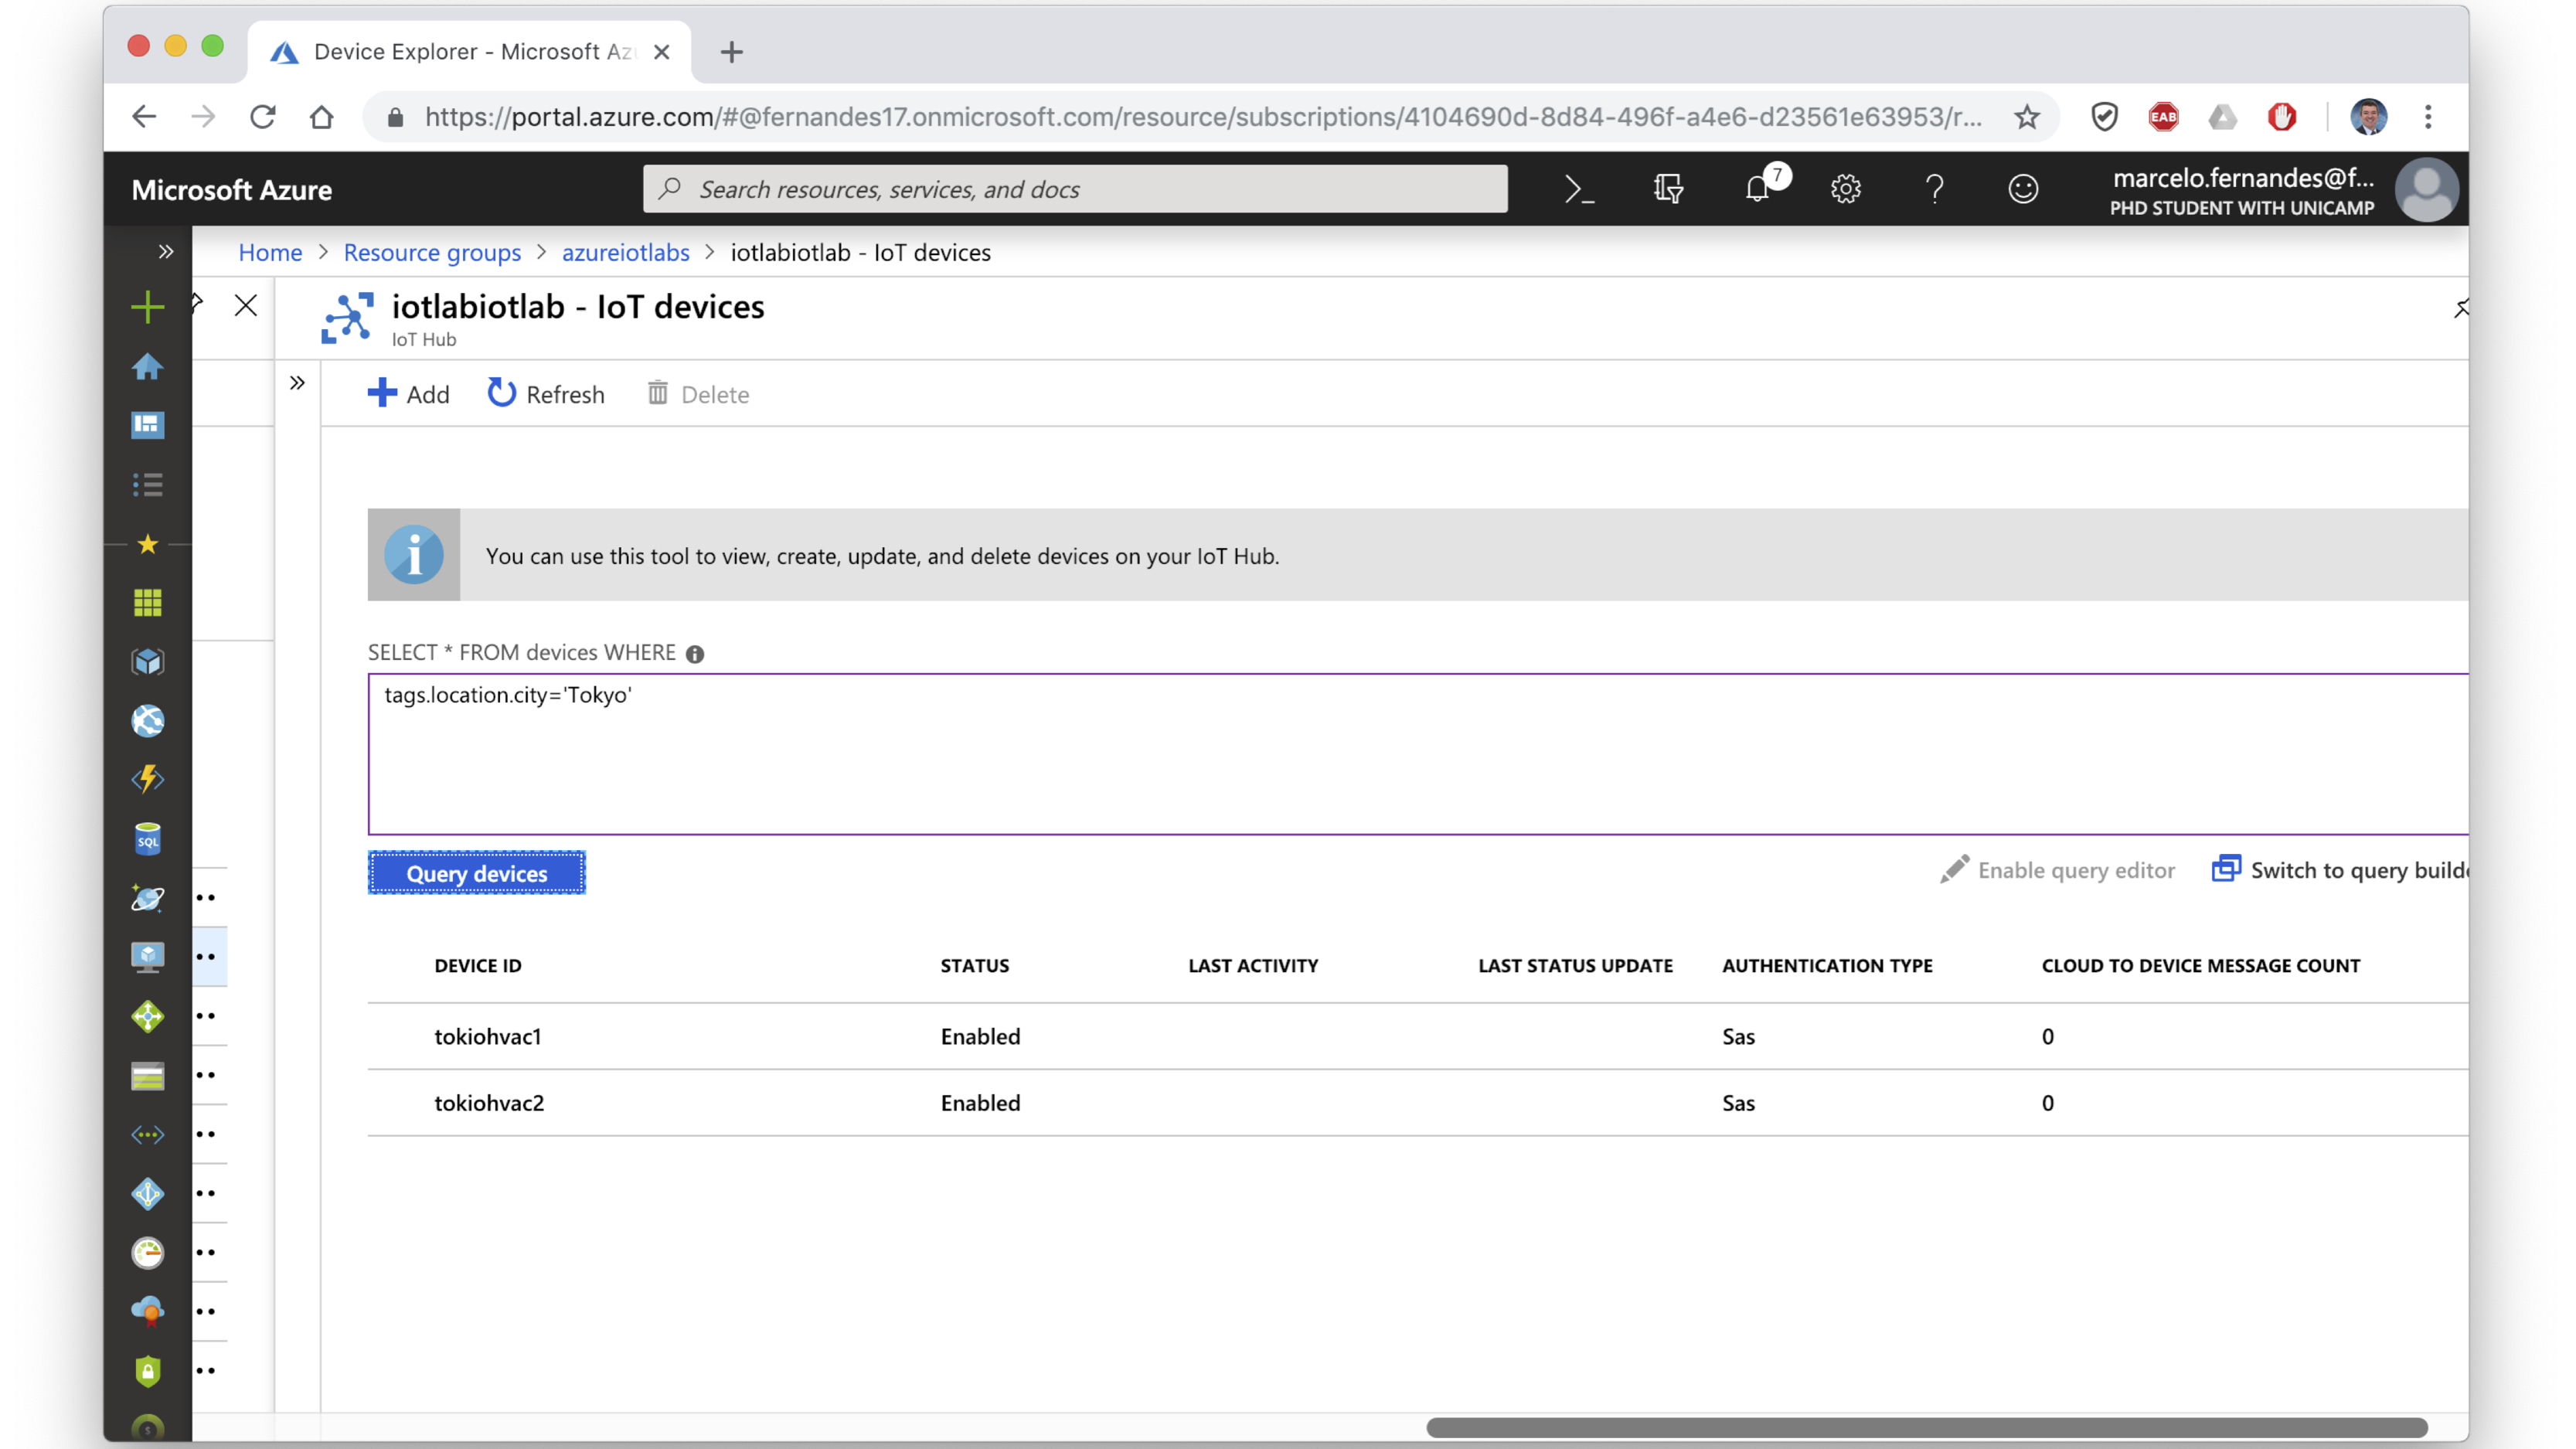 Device Explorer - Microsoft Az
https://portal.azure.com/#@fernandes17.onmicrosoft.com/resource/subscriptions/4104690d-8d84-496f-a4e6-d23561e63953/r...
EAB
Microsoft Azure
Search resources, services, and docs
7
marcelo.fernandes@f...
PHD STUDENT WITH UNICAMP
Home > Resource groups > azureiotlabs > iotlabiotlab - IoT devices
iotlabiotlab - IoT devices
IoT Hub
Add Refresh Delete
You can use this tool to view, create, update, and delete devices on your IoT Hub.
SELECT * FROM devices WHERE
tags.location.city='Tokyo'
SQL
Query devices
Enable query editor
Switch to query builde
DEVICE ID STATUS LAST ACTIVITY LAST STATUS UPDATE AUTHENTICATION TYPE CLOUD TO DEVICE MESSAGE COUNT
tokiohvac1 Enabled Sas 0
tokiohvac2 Enabled Sas 0